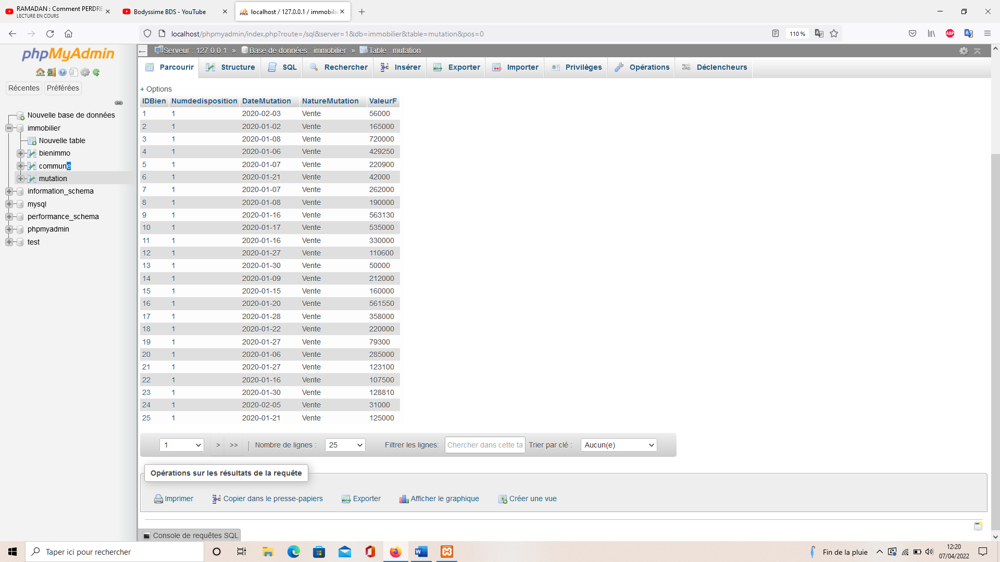 RAMADAN : Comment PERDRE
LECTURE EN COURS
Bodyssime BDS - YouTube
localhost / 127.0.0.1 / immobilie
localhost/phpmyadmin/index.php?route=/sql&server=1&db=immobilier&table=mutation&pos=0
110 %
ABP
phpMyAdmin
Récentes
Préférées
Nouvelle base de données
immobilier
Nouvelle table
bienimmo
commune
mutation
information_schema
mysql
performance_schema
phpmyadmin
test
Serveur : 127.0.0.1 » Base de données : immobilier » Table : mutation
Parcourir Structure SQL Rechercher Insérer Exporter Importer Privilèges Opérations Déclencheurs
+ Options
IDBien Numdedisposition DateMutation NatureMutation ValeurF
1 1 2020-02-03 Vente 56000
2 1 2020-01-02 Vente 165000
3 1 2020-01-08 Vente 720000
4 1 2020-01-06 Vente 429250
5 1 2020-01-07 Vente 220900
6 1 2020-01-21 Vente 42000
7 1 2020-01-07 Vente 262000
8 1 2020-01-08 Vente 190000
9 1 2020-01-16 Vente 563130
10 1 2020-01-17 Vente 535000
11 1 2020-01-16 Vente 330000
12 1 2020-01-27 Vente 110600
13 1 2020-01-30 Vente 50000
14 1 2020-01-09 Vente 212000
15 1 2020-01-15 Vente 160000
16 1 2020-01-20 Vente 561550
17 1 2020-01-28 Vente 358000
18 1 2020-01-22 Vente 220000
19 1 2020-01-27 Vente 79300
20 1 2020-01-06 Vente 285000
21 1 2020-01-27 Vente 123100
22 1 2020-01-16 Vente 107500
23 1 2020-01-30 Vente 128810
24 1 2020-02-05 Vente 31000
25 1 2020-01-21 Vente 125000
1 > >> | Nombre de lignes : 25 Filtrer les lignes: Chercher dans cette ta Trier par clé : Aucun(e)
Opérations sur les résultats de la requête
Imprimer Copier dans le presse-papiers Exporter Afficher le graphique Créer une vue
Console de requêtes SQL
Taper ici pour rechercher
Fin de la pluie
12:20
07/04/2022